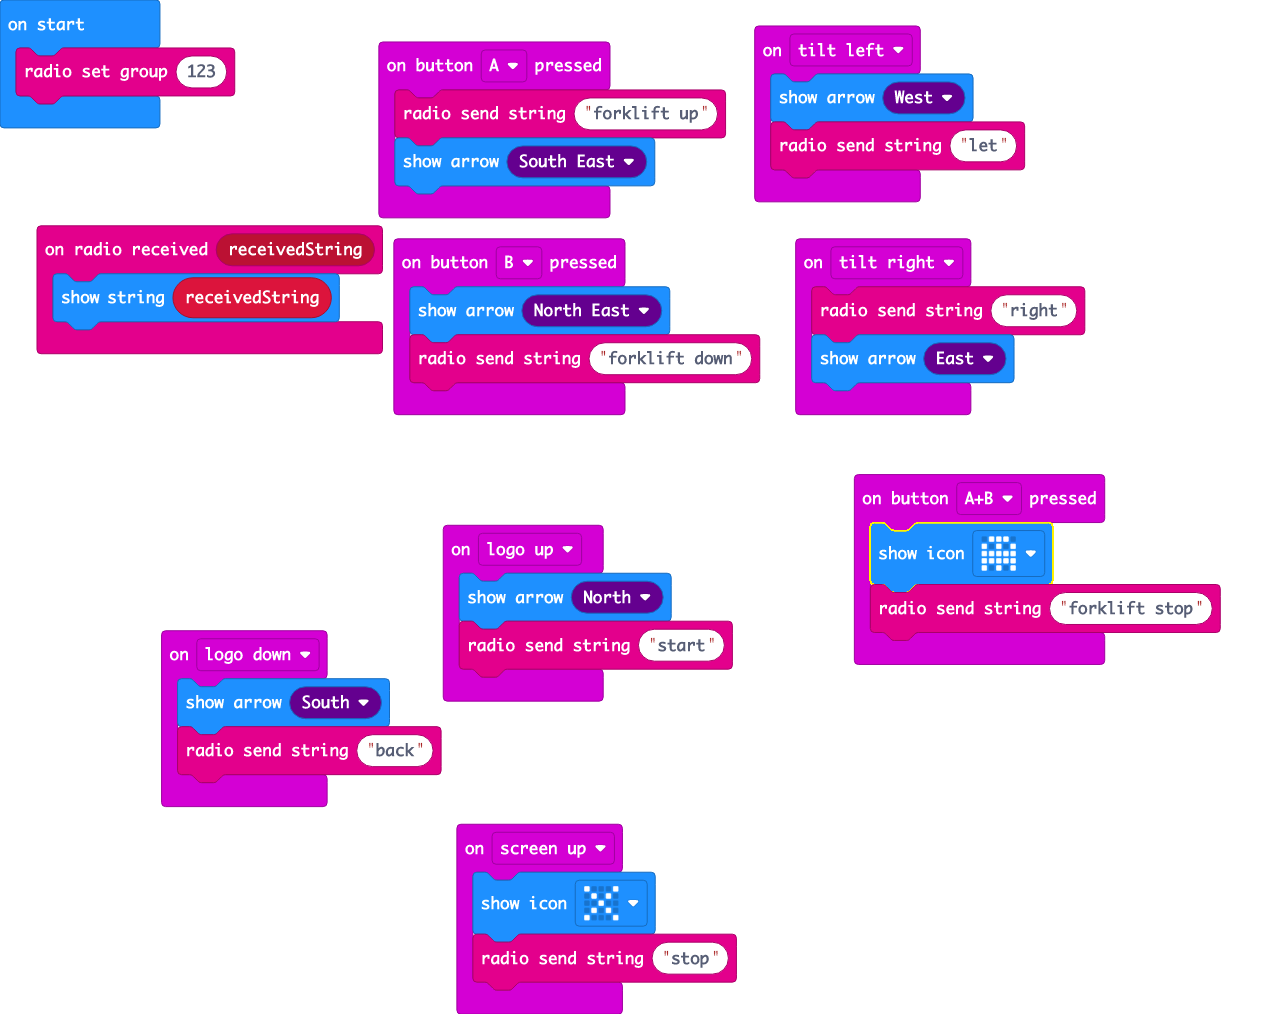 on start
radio set group 123
on radio received receivedString
show string receivedString
on button A pressed
radio send string "forklift up"
show arrow South East
on button B pressed
show arrow North East
radio send string "forklift down"
on tilt left
show arrow West
radio send string "let"
on tilt right
radio send string "right"
show arrow East
on button A+B pressed
show icon
radio send string "forklift stop"
on logo up
show arrow North
radio send string "start"
on logo down
show arrow South
radio send string "back"
on screen up
show icon
radio send string "stop"